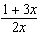 1 + 3x
2x